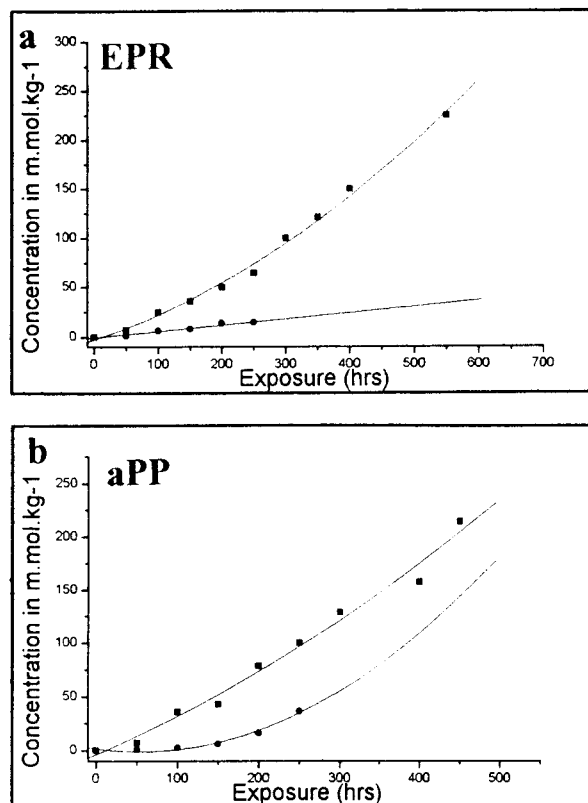 a
EPR
Concentration in m.mol.kg-1
300
250
200
150
100
50
0
0 100 200 300 400 500 600 700
Exposure (hrs)
b
aPP
Concentration in m.mol.kg-1
250
200
150
100
50
0
0 50 100 200 300 400 500
Exposure (hrs)